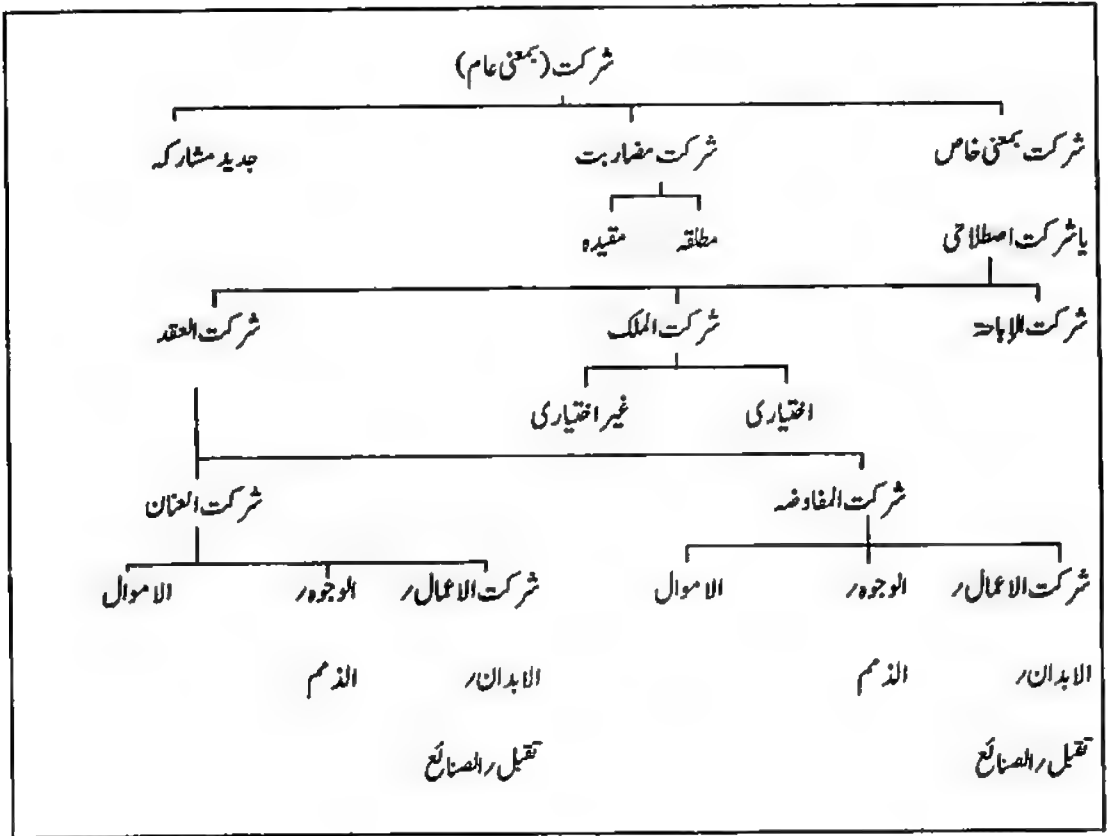 شرکت (بمعنی عام)
شرکت بمعنی خاص شرکت مضاربت جدید مشارکہ
یا شرکت اصطلاحی مطلقہ مقیدہ
شرکت الاباحۃ شرکت الملک شرکت العقد
اختیاری غیر اختیاری
شرکت المفاوضہ شرکت العنان
شرکت الاعمال/ الوجوہ/ الاموال شرکت الاعمال/ الوجوہ/ الاموال
الابدان/ الذمم الابدان/ الذمم
تقبل/الصنائع تقبل/الصنائع